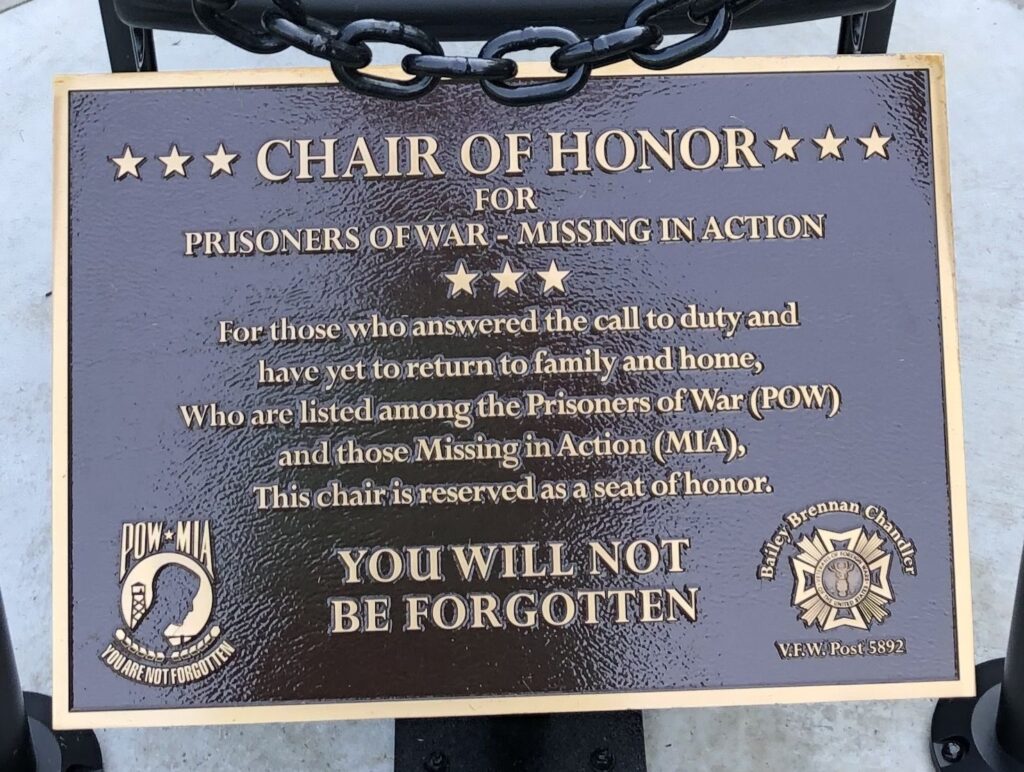 ★ ★ ★ CHAIR OF HONOR ★ ★ ★
FOR
PRISONERS OF WAR - MISSING IN ACTION
★ ★ ★
For those who answered the call to duty and
have yet to return to family and home,
Who are listed among the Prisoners of War (POW)
and those Missing in Action (MIA),
This chair is reserved as a seat of honor.
YOU WILL NOT
BE FORGOTTEN
POW ★ MIA
YOU ARE NOT FORGOTTEN
Bailey Brennan Chandler
V.F.W. Post 5892